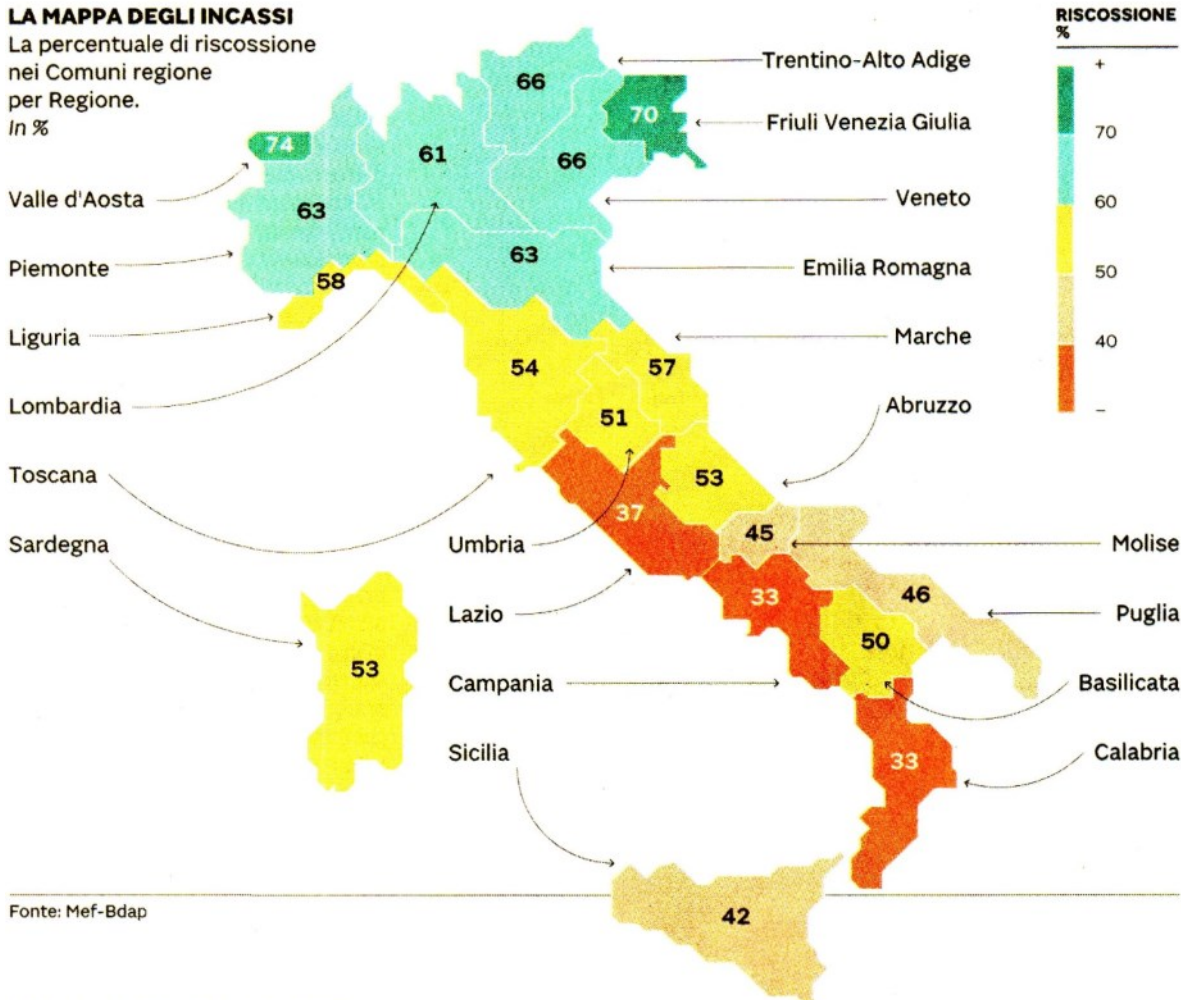 LA MAPPA DEGLI INCASSI
La percentuale di riscossione
nei Comuni regione
per Regione.
In %
RISCOSSIONE
%
+
70
60
50
40
–
Trentino-Alto Adige
Friuli Venezia Giulia
Valle d'Aosta
Veneto
Piemonte
Emilia Romagna
Liguria
Marche
Lombardia
Abruzzo
Toscana
Sardegna
Umbria
Molise
Lazio
Puglia
Campania
Basilicata
Sicilia
Calabria
66
70
74
61
66
63
63
58
54
57
51
53
37
45
33
46
50
53
33
42
Fonte: Mef-Bdap